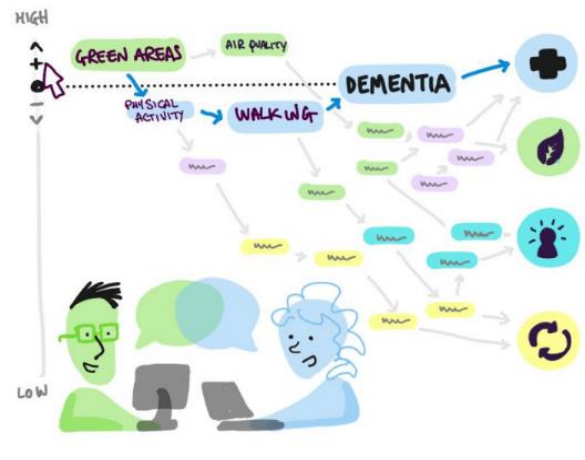 HIGH
GREEN AREAS
AIR QUALITY
DEMENTIA
PHYSICAL
ACTIVITY
WALKING
LOW